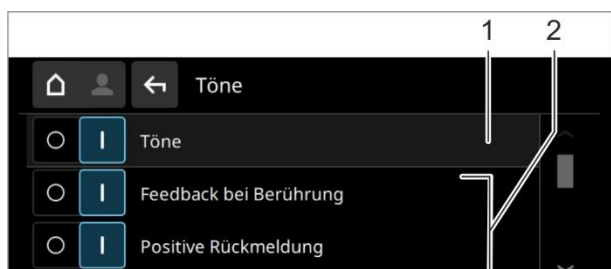 1 2
Töne
Töne
Feedback bei Berührung
Positive Rückmeldung